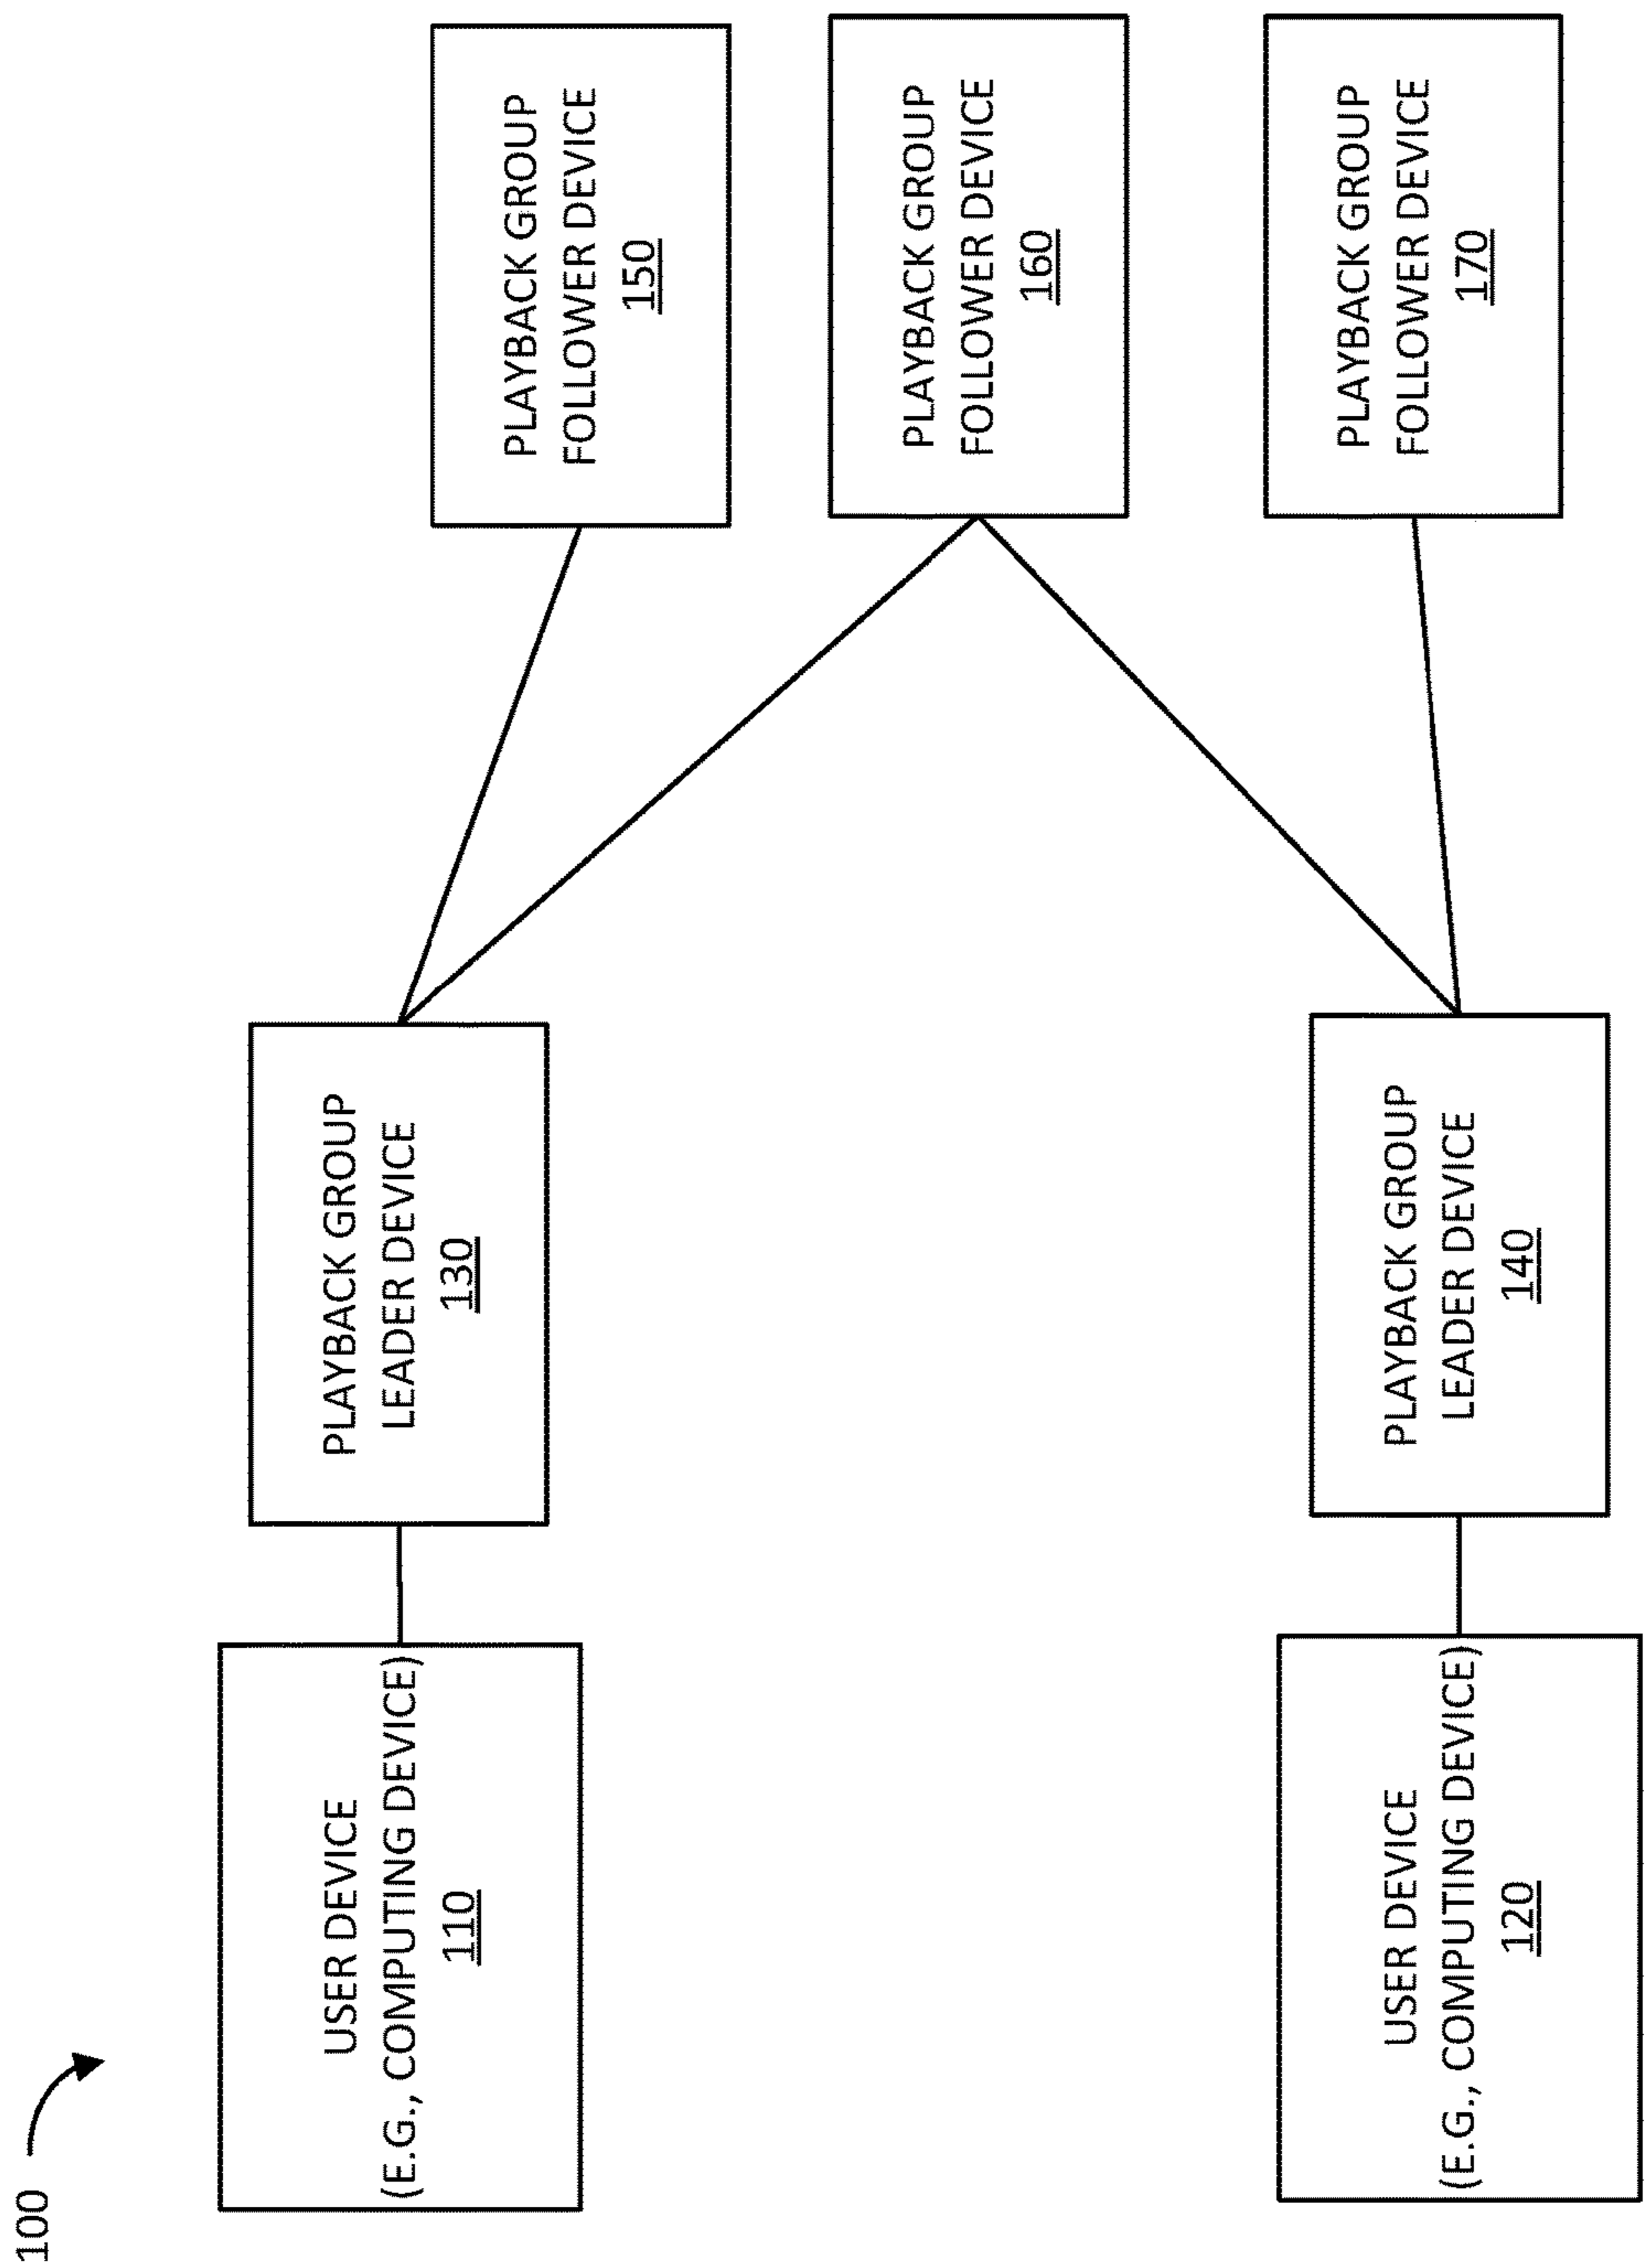 100
USER DEVICE
(E.G., COMPUTING DEVICE)
110
PLAYBACK GROUP
LEADER DEVICE
130
PLAYBACK GROUP
FOLLOWER DEVICE
150
PLAYBACK GROUP
FOLLOWER DEVICE
160
USER DEVICE
(E.G., COMPUTING DEVICE)
120
PLAYBACK GROUP
LEADER DEVICE
140
PLAYBACK GROUP
FOLLOWER DEVICE
170